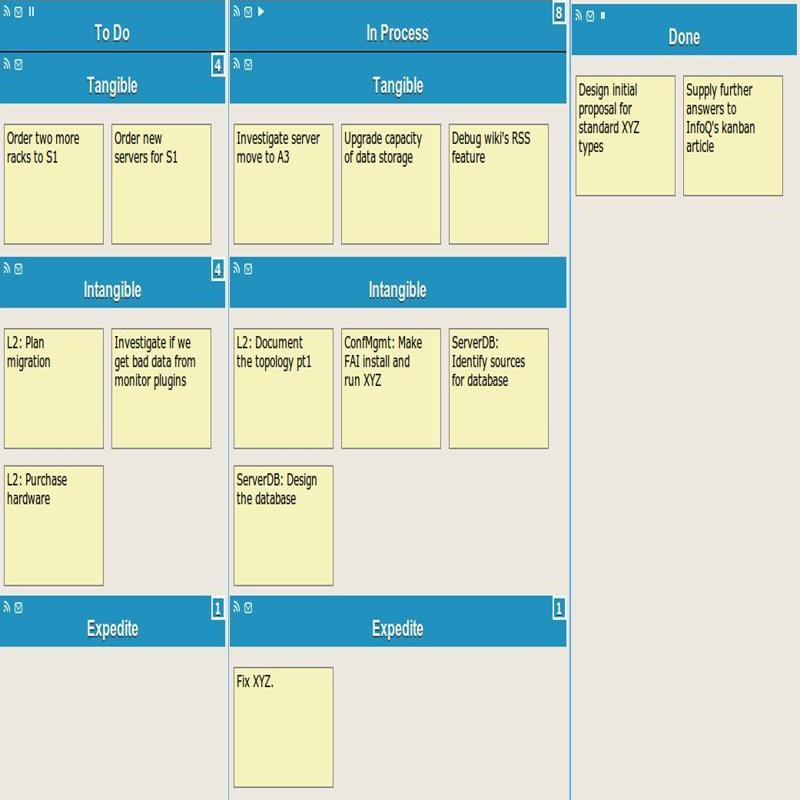 To Do
4
Tangible
Order two more
racks to S1
Order new
servers for S1
4
Intangible
L2: Plan
migration
Investigate if we
get bad data from
monitor plugins
L2: Purchase
hardware
1
Expedite
8
In Process
Tangible
Investigate server
move to A3
Upgrade capacity
of data storage
Debug wiki's RSS
feature
Intangible
L2: Document
the topology pt1
ConfMgmt: Make
FAI install and
run XYZ
ServerDB:
Identify sources
for database
ServerDB: Design
the database
1
Expedite
Fix XYZ.
Done
Design initial
proposal for
standard XYZ
types
Supply further
answers to
InfoQ's kanban
article